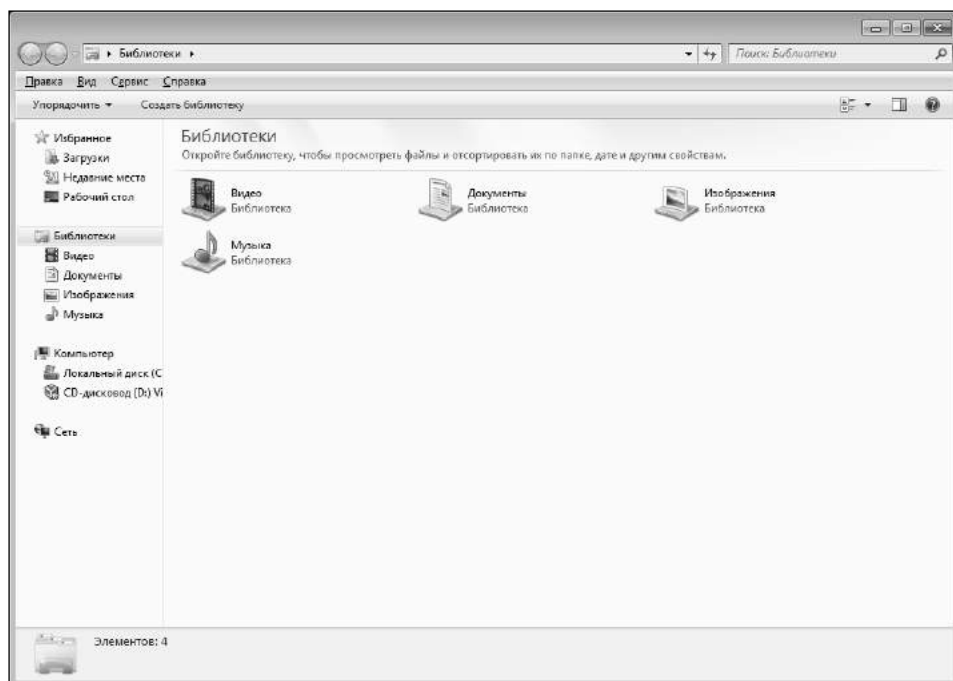 Библиотеки
Поиск: Библиотеки
Правка Вид Сервис Справка
Упорядочить Создать библиотеку
Избранное
Загрузки
Недавние места
Рабочий стол
Библиотеки
Видео
Документы
Изображения
Музыка
Компьютер
Локальный диск (C
CD-дисковод (D:) Vi
Сеть
Библиотеки
Откройте библиотеку, чтобы просмотреть файлы и отсортировать их по папке, дате и другим свойствам.
Видео
Библиотека
Документы
Библиотека
Изображения
Библиотека
Музыка
Библиотека
Элементов: 4